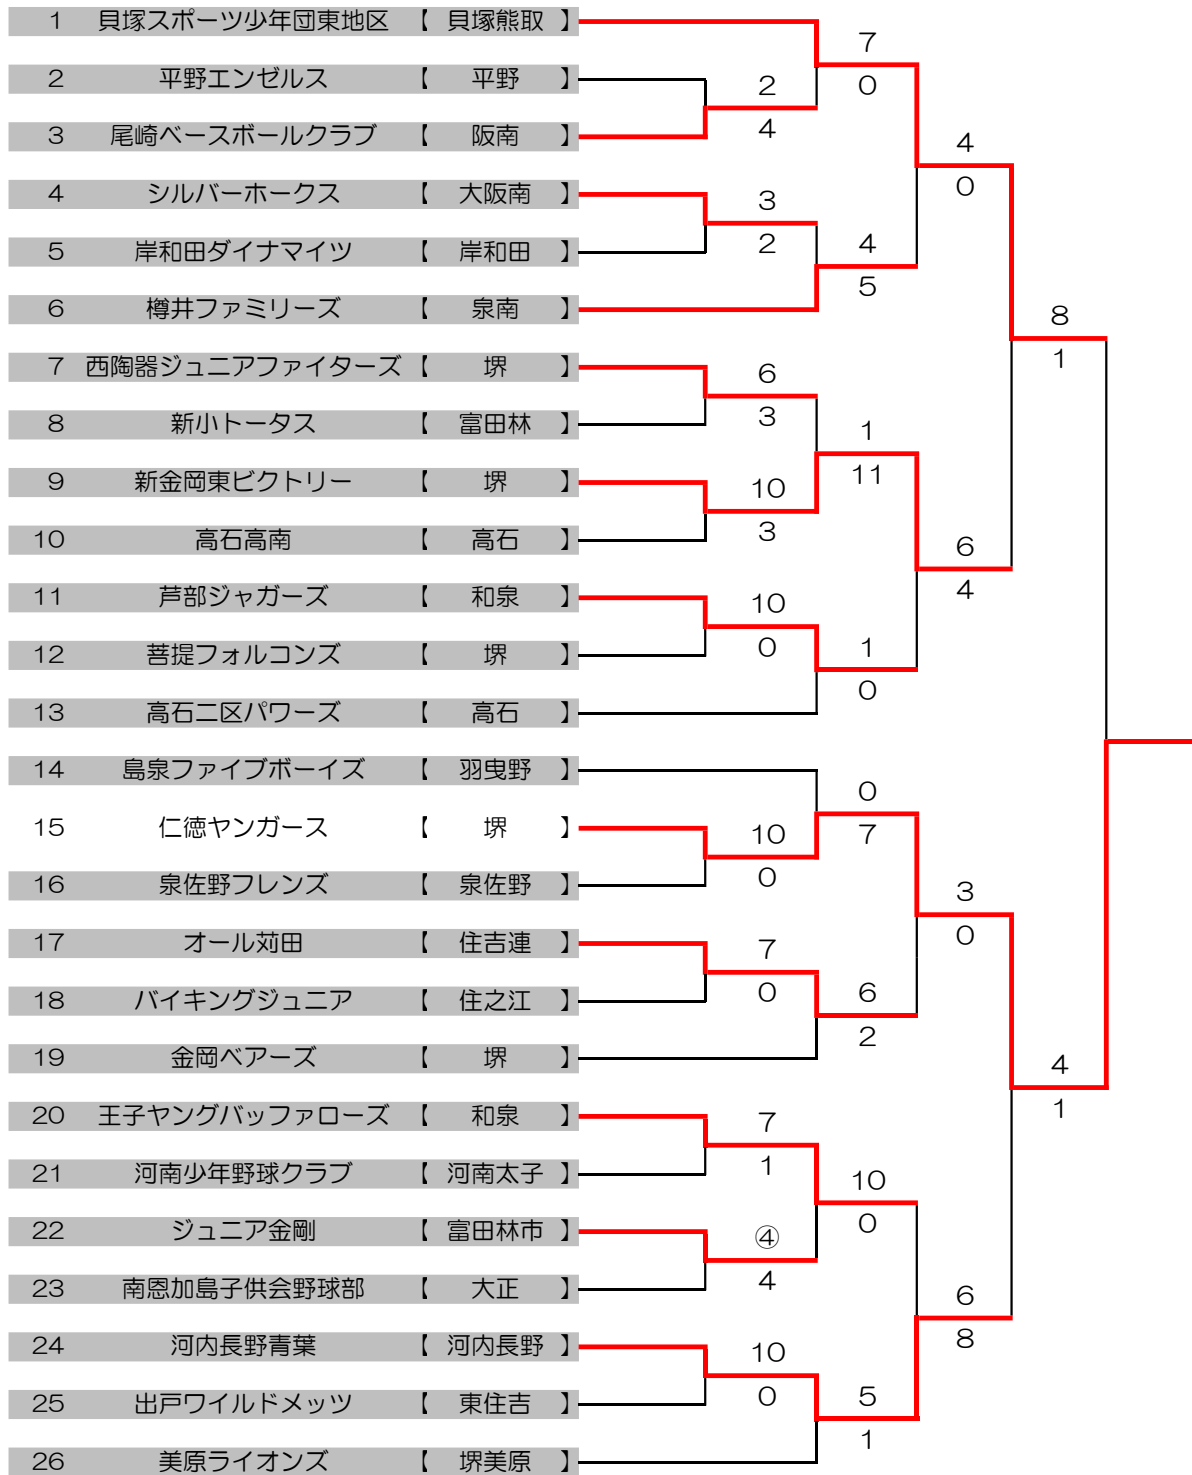 1 貝塚スポーツ少年団東地区 【 貝塚熊取 】
7
2 平野エンゼルス 【 平野 】
2
0
3 尾崎ベースボールクラブ 【 阪南 】
4
4
4 シルバーホークス 【 大阪南 】
3
0
5 岸和田ダイナマイツ 【 岸和田 】
2
4
6 樽井ファミリーズ 【 泉南 】
5
8
7 西陶器ジュニアファイターズ 【 堺 】
6
1
8 新小トータス 【 富田林 】
3
1
9 新金岡東ビクトリー 【 堺 】
10
11
10 高石高南 【 高石 】
3
6
11 芦部ジャガーズ 【 和泉 】
10
4
12 菩提フォルコンズ 【 堺 】
0
1
13 高石二区パワーズ 【 高石 】
0
14 島泉ファイブボーイズ 【 羽曳野 】
0
15 仁徳ヤンガース 【 堺 】
10
7
16 泉佐野フレンズ 【 泉佐野 】
0
3
17 オール苅田 【 住吉連 】
7
0
18 バイキングジュニア 【 住之江 】
0
6
19 金岡ベアーズ 【 堺 】
2
4
20 王子ヤングバッファローズ 【 和泉 】
7
1
21 河南少年野球クラブ 【 河南太子 】
1
10
22 ジュニア金剛 【 富田林市 】
④
0
23 南恩加島子供会野球部 【 大正 】
4
6
24 河内長野青葉 【 河内長野 】
10
8
25 出戸ワイルドメッツ 【 東住吉 】
0
5
26 美原ライオンズ 【 堺美原 】
1